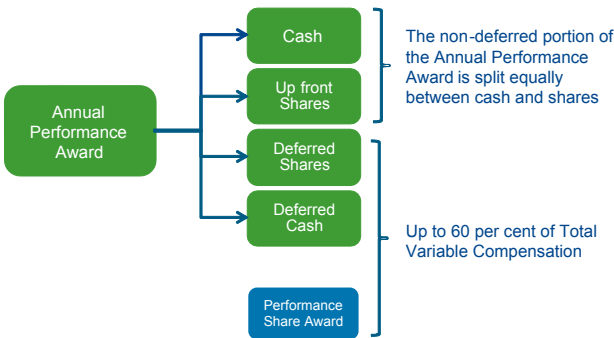 Annual
Performance
Award
Cash
Up front
Shares
Deferred
Shares
Deferred
Cash
Performance
Share Award
The non-deferred portion of
the Annual Performance
Award is split equally
between cash and shares
Up to 60 per cent of Total
Variable Compensation